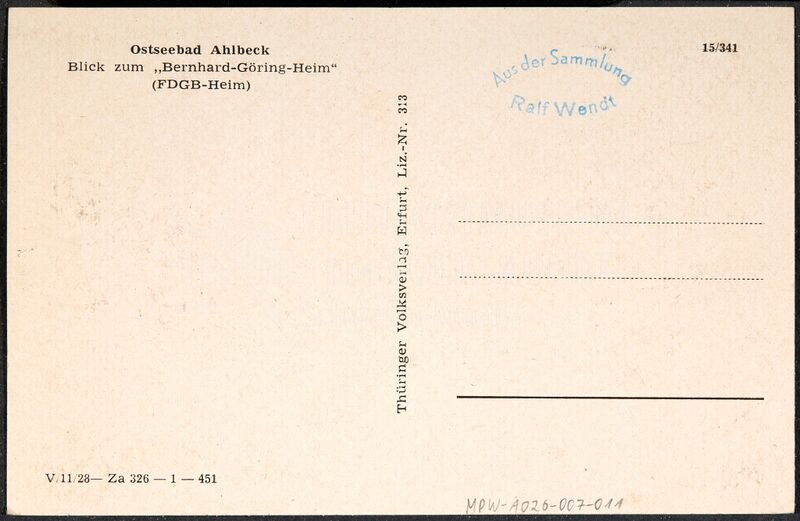 Ostseebad Ahlbeck
Blick zum „Bernhard-Göring-Heim“
(FDGB-Heim)
Aus der Sammlung
Ralf Wendt
15/341
Thüringer Volksverlag, Erfurt, Liz.-Nr. 313
V/11/28— Za 326 — 1 — 451
MPW-A026-007-011